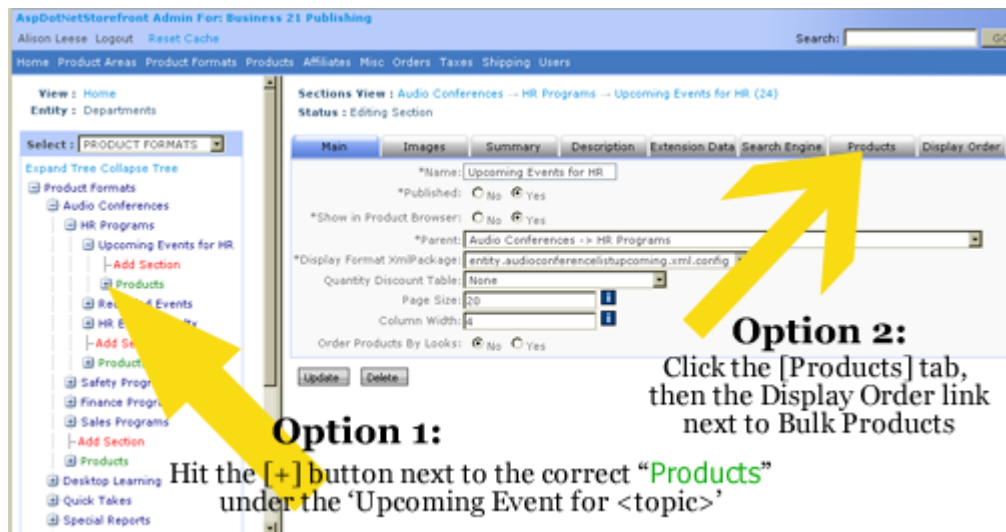 AspDotNetStorefront Admin For: Business 21 Publishing
Alison Leese Logout Reset Cache
Search:
GO
Home Product Areas Product Formats Products Affiliates Misc Orders Taxes Shipping Users
View : Home
Entity : Departments
Select : PRODUCT FORMATS
Expand Tree Collapse Tree
Product Formats
Audio Conferences
HR Programs
Upcoming Events for HR
Add Section
Products
Events
HR
Add
Products
Safety
Finance
Sales Programs
Add Section
Products
Desktop Learning
Quick Takes
Special Reports
Sections View : Audio Conferences → HR Programs → Upcoming Events for HR (24)
Status : Editing Section
Main Images Summary Description Extension Data Search Engine Products Display Order
*Name: Upcoming Events for HR
*Published: No Yes
*Show in Product Browser: No Yes
*Parent: Audio Conferences -> HR Programs
*Display Format XmlPackage: entity.audioconferencelistupcoming.xml.config
Quantity Discount Table: None
Page Size: 20
Column Width: 4
Order Products By Looks: No Yes
Update Delete
Option 2:
Click the [Products] tab,
then the Display Order link
next to Bulk Products
Option 1:
Hit the [+] button next to the correct “Products”
under the ‘Upcoming Event for <topic>’